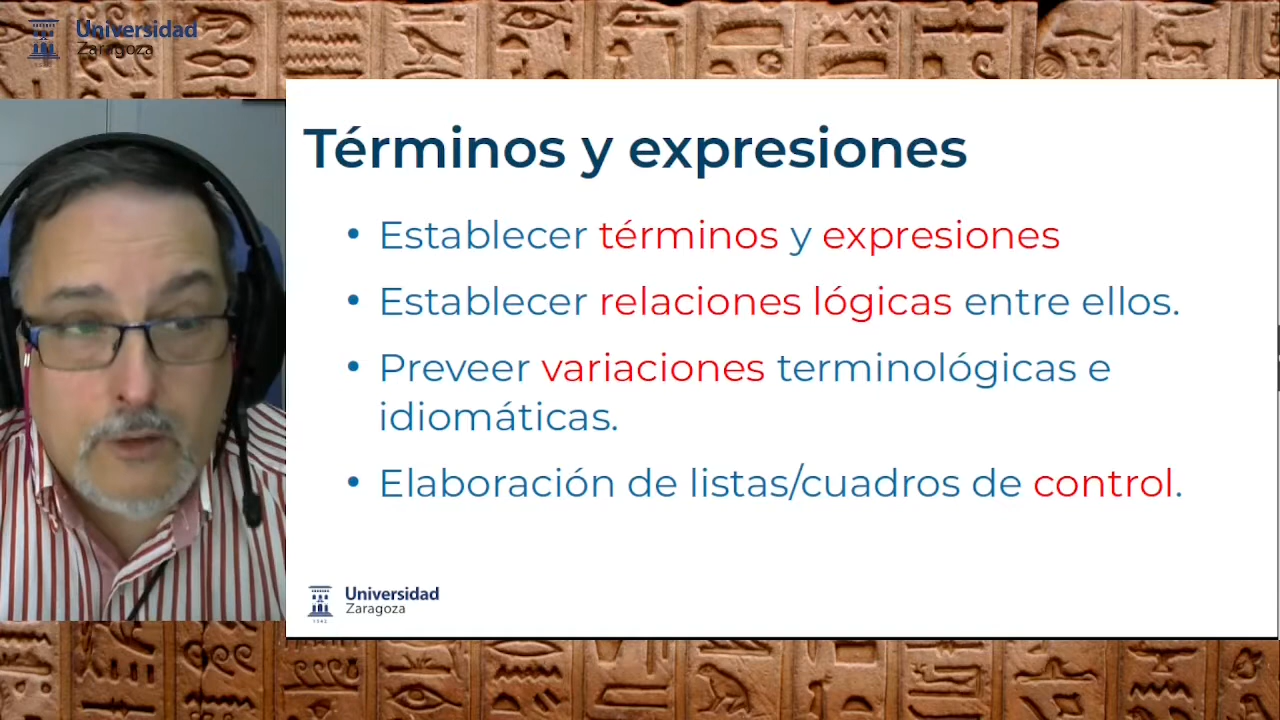 Universidad
Zaragoza
Términos y expresiones
• Establecer términos y expresiones
• Establecer relaciones lógicas entre ellos.
• Preveer variaciones terminológicas e
idiomáticas.
• Elaboración de listas/cuadros de control.
Universidad
Zaragoza
1542